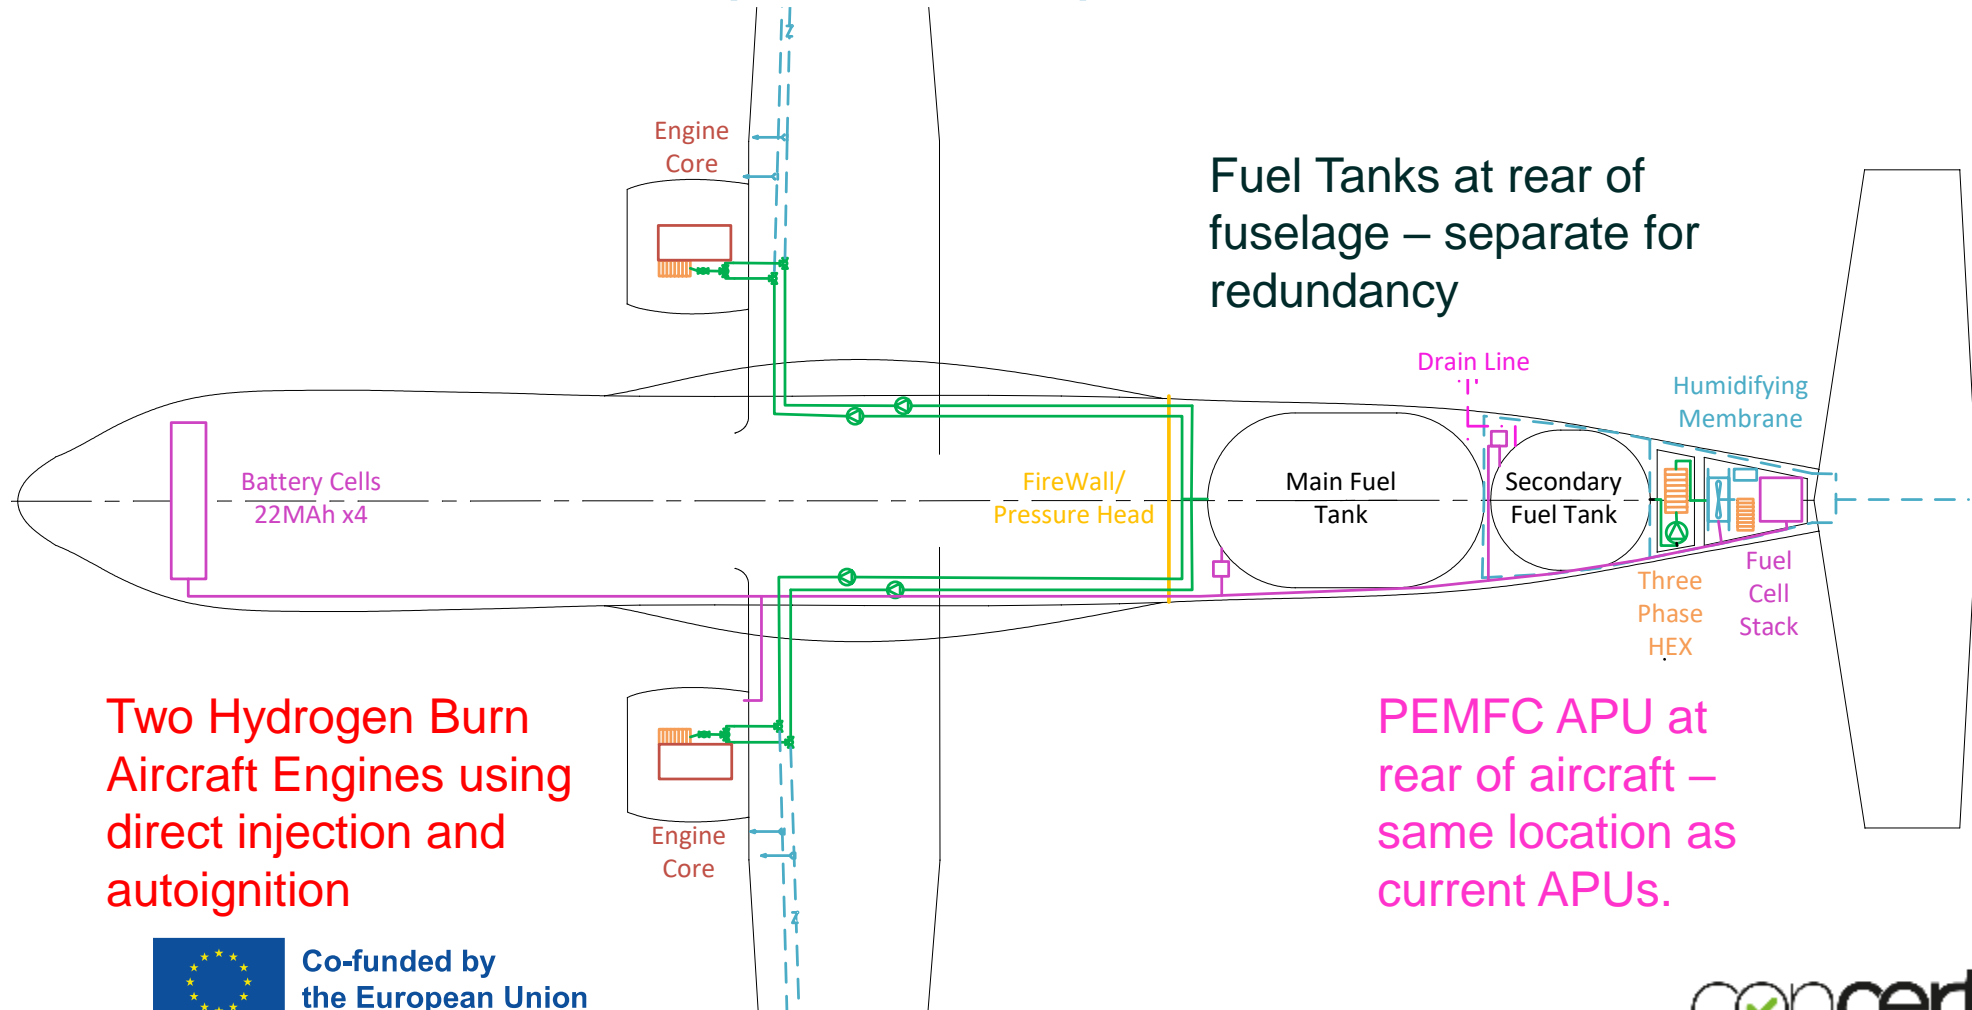 Engine
Core
Fuel Tanks at rear of
fuselage – separate for
redundancy
Drain Line
Humidifying
Membrane
Battery Cells
22MAh x4
FireWall/
Pressure Head
Main Fuel
Tank
Secondary
Fuel Tank
Three
Phase
HEX
Fuel
Cell
Stack
Two Hydrogen Burn
Aircraft Engines using
direct injection and
autoignition
Engine
Core
PEMFC APU at
rear of aircraft –
same location as
current APUs.
Co-funded by
the European Union
concert